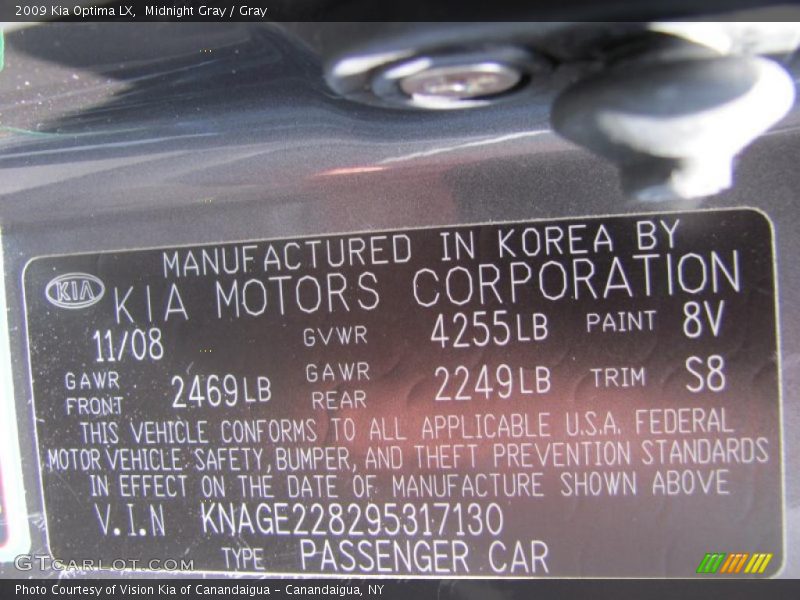 2009 Kia Optima LX, Midnight Gray / Gray
MANUFACTURED IN KOREA BY
KIA KIA MOTORS CORPORATION
11/08 GVWR 4255LB PAINT 8V
GAWR FRONT 2469LB GAWR REAR 2249LB TRIM S8
THIS VEHICLE CONFORMS TO ALL APPLICABLE U.S.A. FEDERAL
MOTOR VEHICLE SAFETY, BUMPER, AND THEFT PREVENTION STANDARDS
IN EFFECT ON THE DATE OF MANUFACTURE SHOWN ABOVE
V.I.N KNAGE228295317130
TYPE PASSENGER CAR
GTCarLot.com
Photo Courtesy of Vision Kia of Canandaigua - Canandaigua, NY